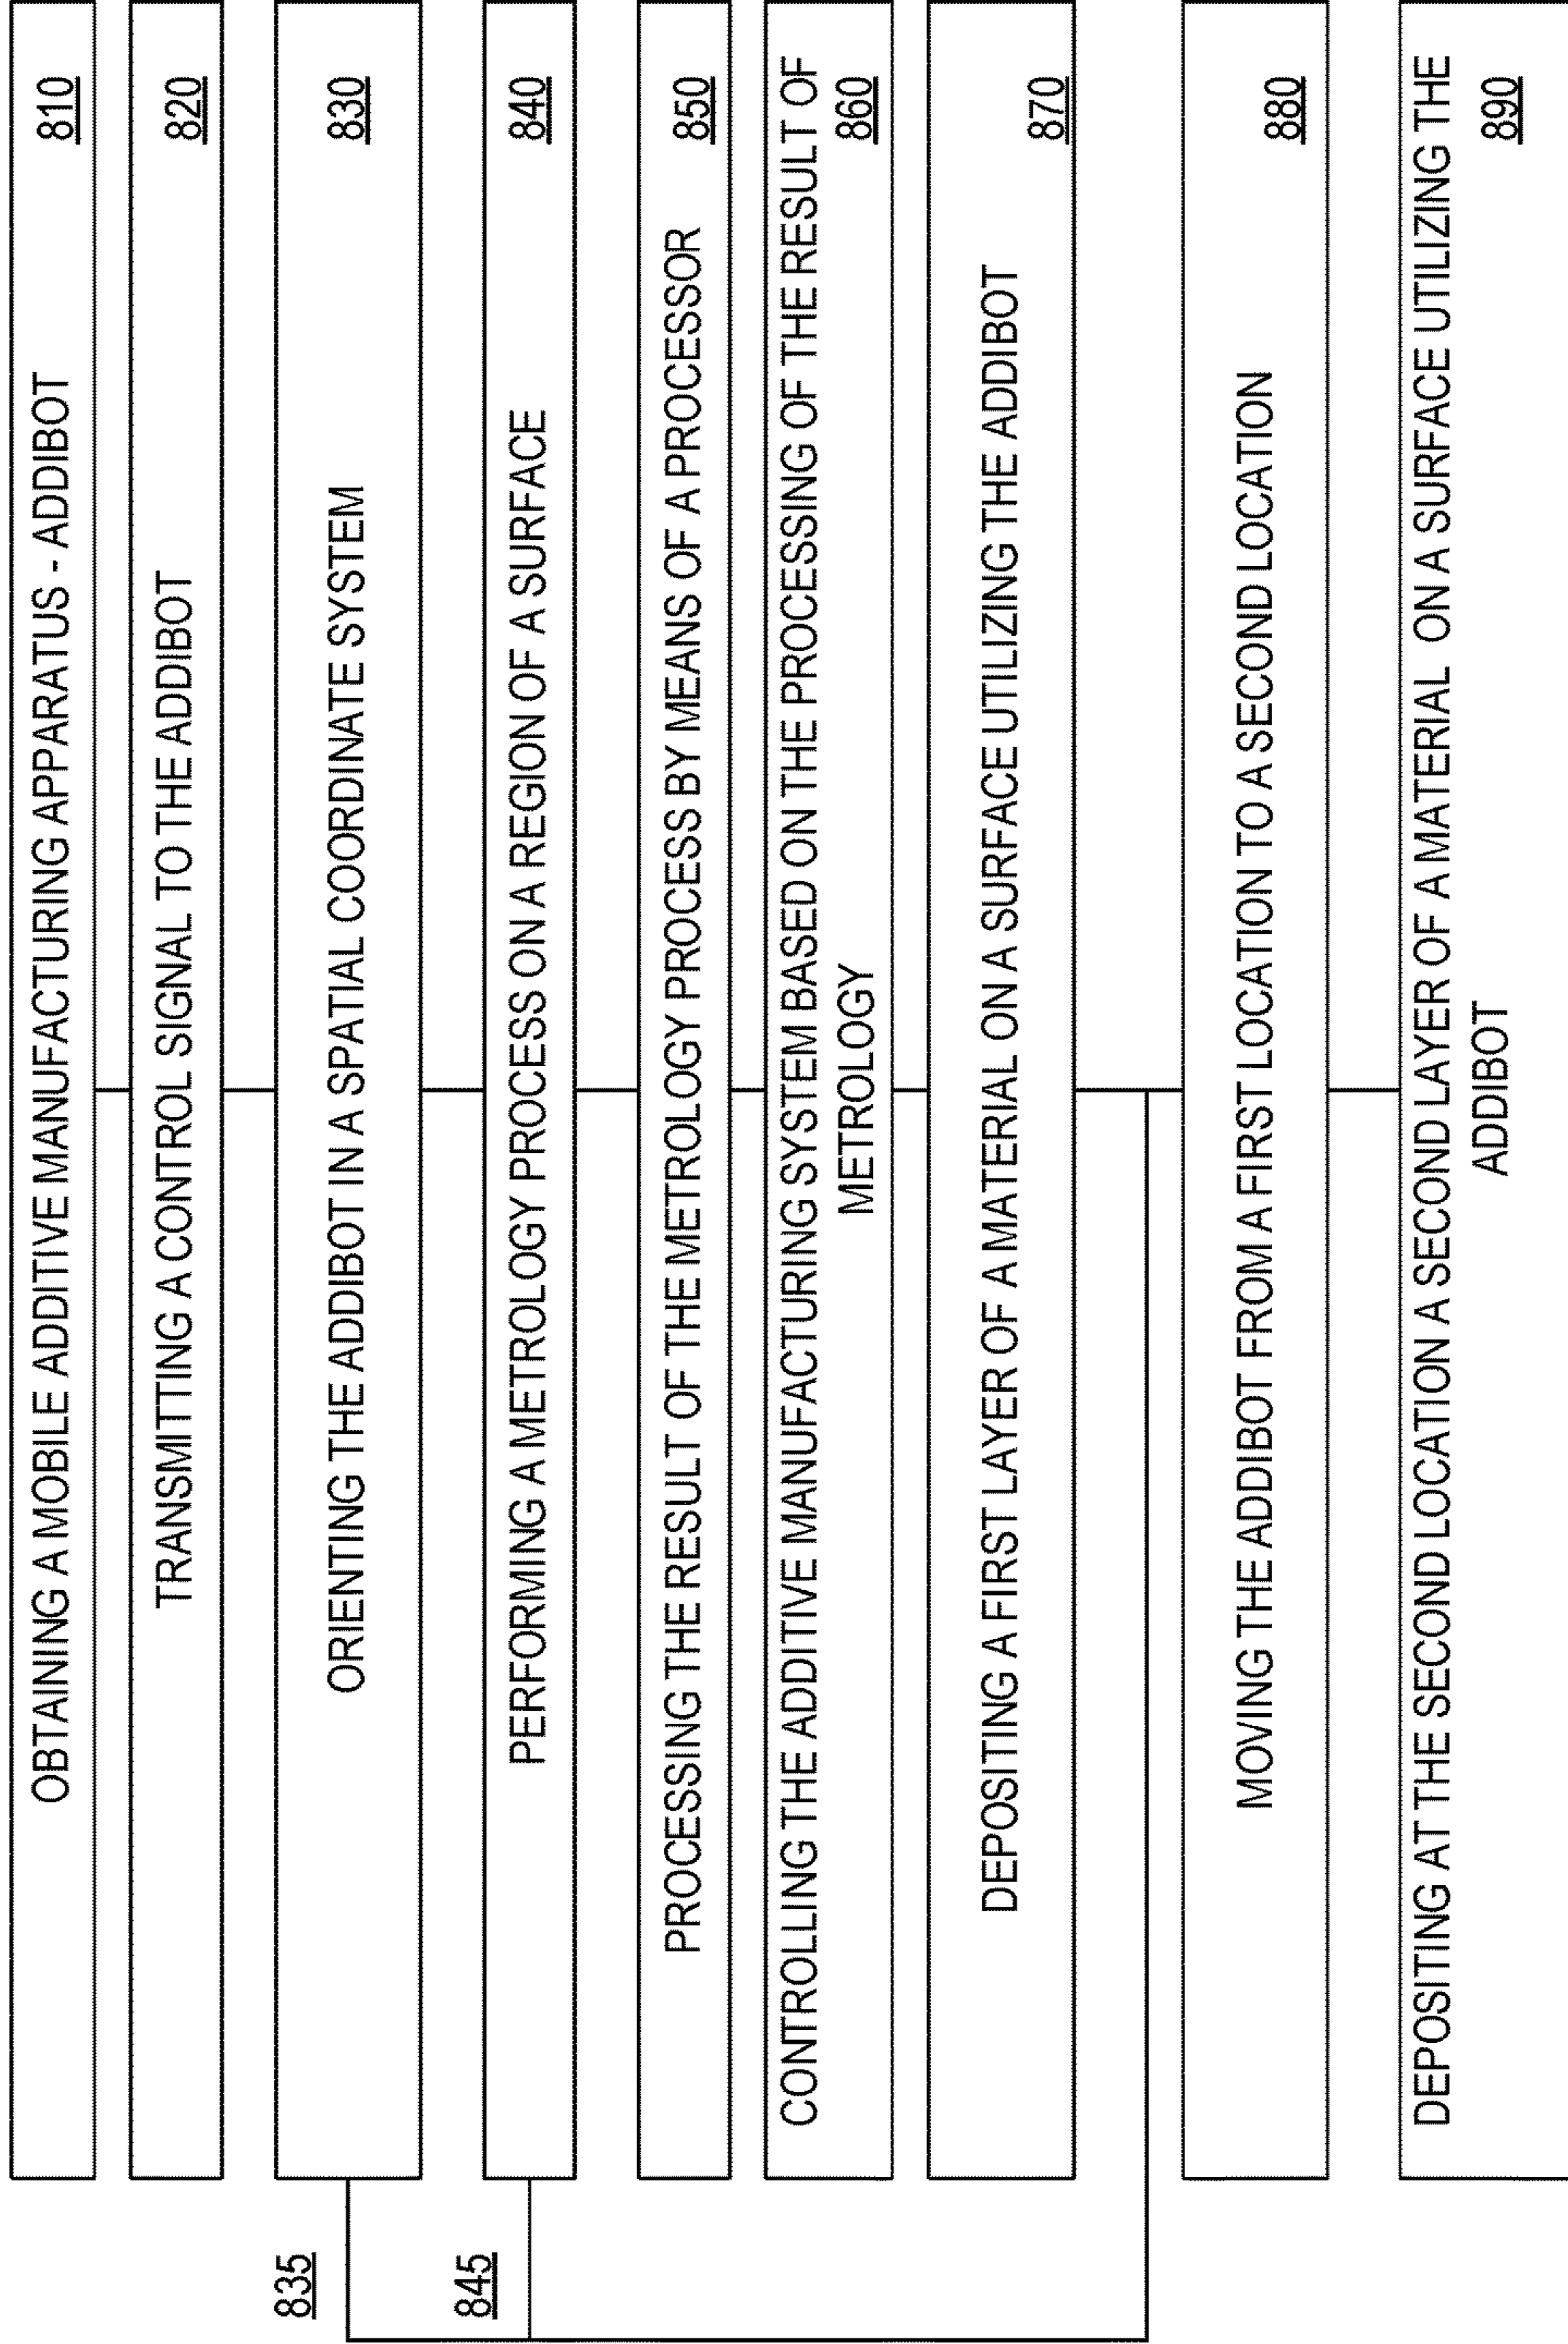 OBTAINING A MOBILE ADDITIVE MANUFACTURING APPARATUS - ADDIBOT
810
TRANSMITTING A CONTROL SIGNAL TO THE ADDIBOT
820
835
ORIENTING THE ADDIBOT IN A SPATIAL COORDINATE SYSTEM
830
845
PERFORMING A METROLOGY PROCESS ON A REGION OF A SURFACE
840
PROCESSING THE RESULT OF THE METROLOGY PROCESS BY MEANS OF A PROCESSOR
850
CONTROLLING THE ADDITIVE MANUFACTURING SYSTEM BASED ON THE PROCESSING OF THE RESULT OF
METROLOGY
860
DEPOSITING A FIRST LAYER OF A MATERIAL ON A SURFACE UTILIZING THE ADDIBOT
870
MOVING THE ADDIBOT FROM A FIRST LOCATION TO A SECOND LOCATION
880
DEPOSITING AT THE SECOND LOCATION A SECOND LAYER OF A MATERIAL ON A SURFACE UTILIZING THE
ADDIBOT
890